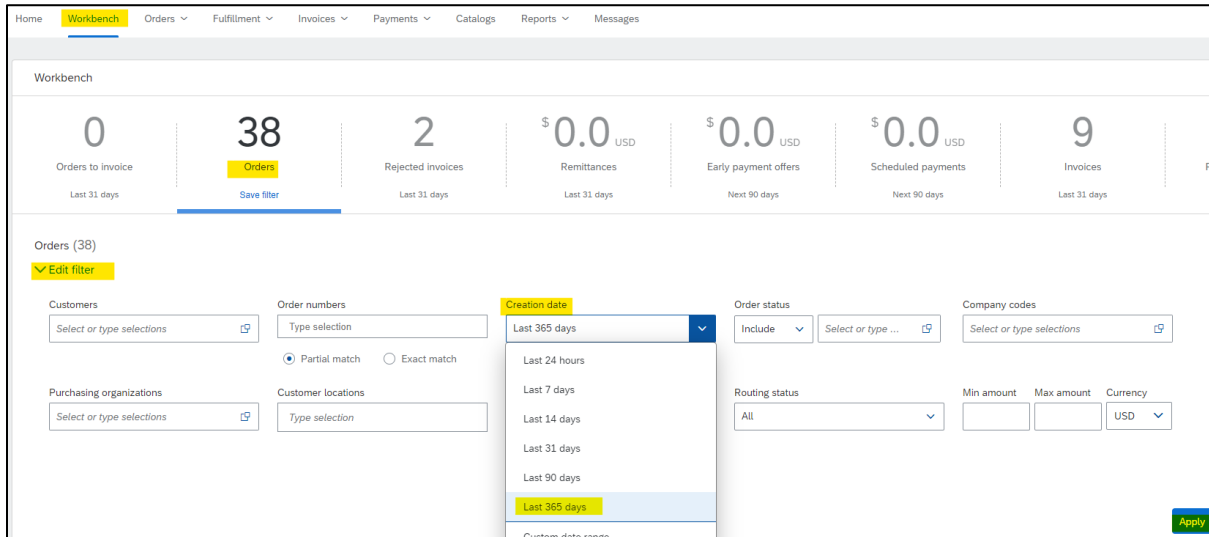 Home Workbench Orders Fulfillment Invoices Payments Catalogs Reports Messages
Workbench
0 38 2 $ 0.0 USD $ 0.0 USD $ 0.0 USD 9
Orders to invoice Orders Rejected invoices Remittances Early payment offers Scheduled payments Invoices
Last 31 days Save filter Last 31 days Last 31 days Next 90 days Next 90 days Last 31 days
Orders (38)
Edit filter
Customers Order numbers Creation date Order status Company codes
Select or type selections Type selection Last 365 days Include Select or type ... Select or type selections
Partial match Exact match Last 24 hours
Last 7 days
Purchasing organizations Customer locations Routing status Min amount Max amount Currency
Select or type selections Type selection Last 14 days All USD
Last 31 days
Last 90 days
Last 365 days
Custom date range
Apply